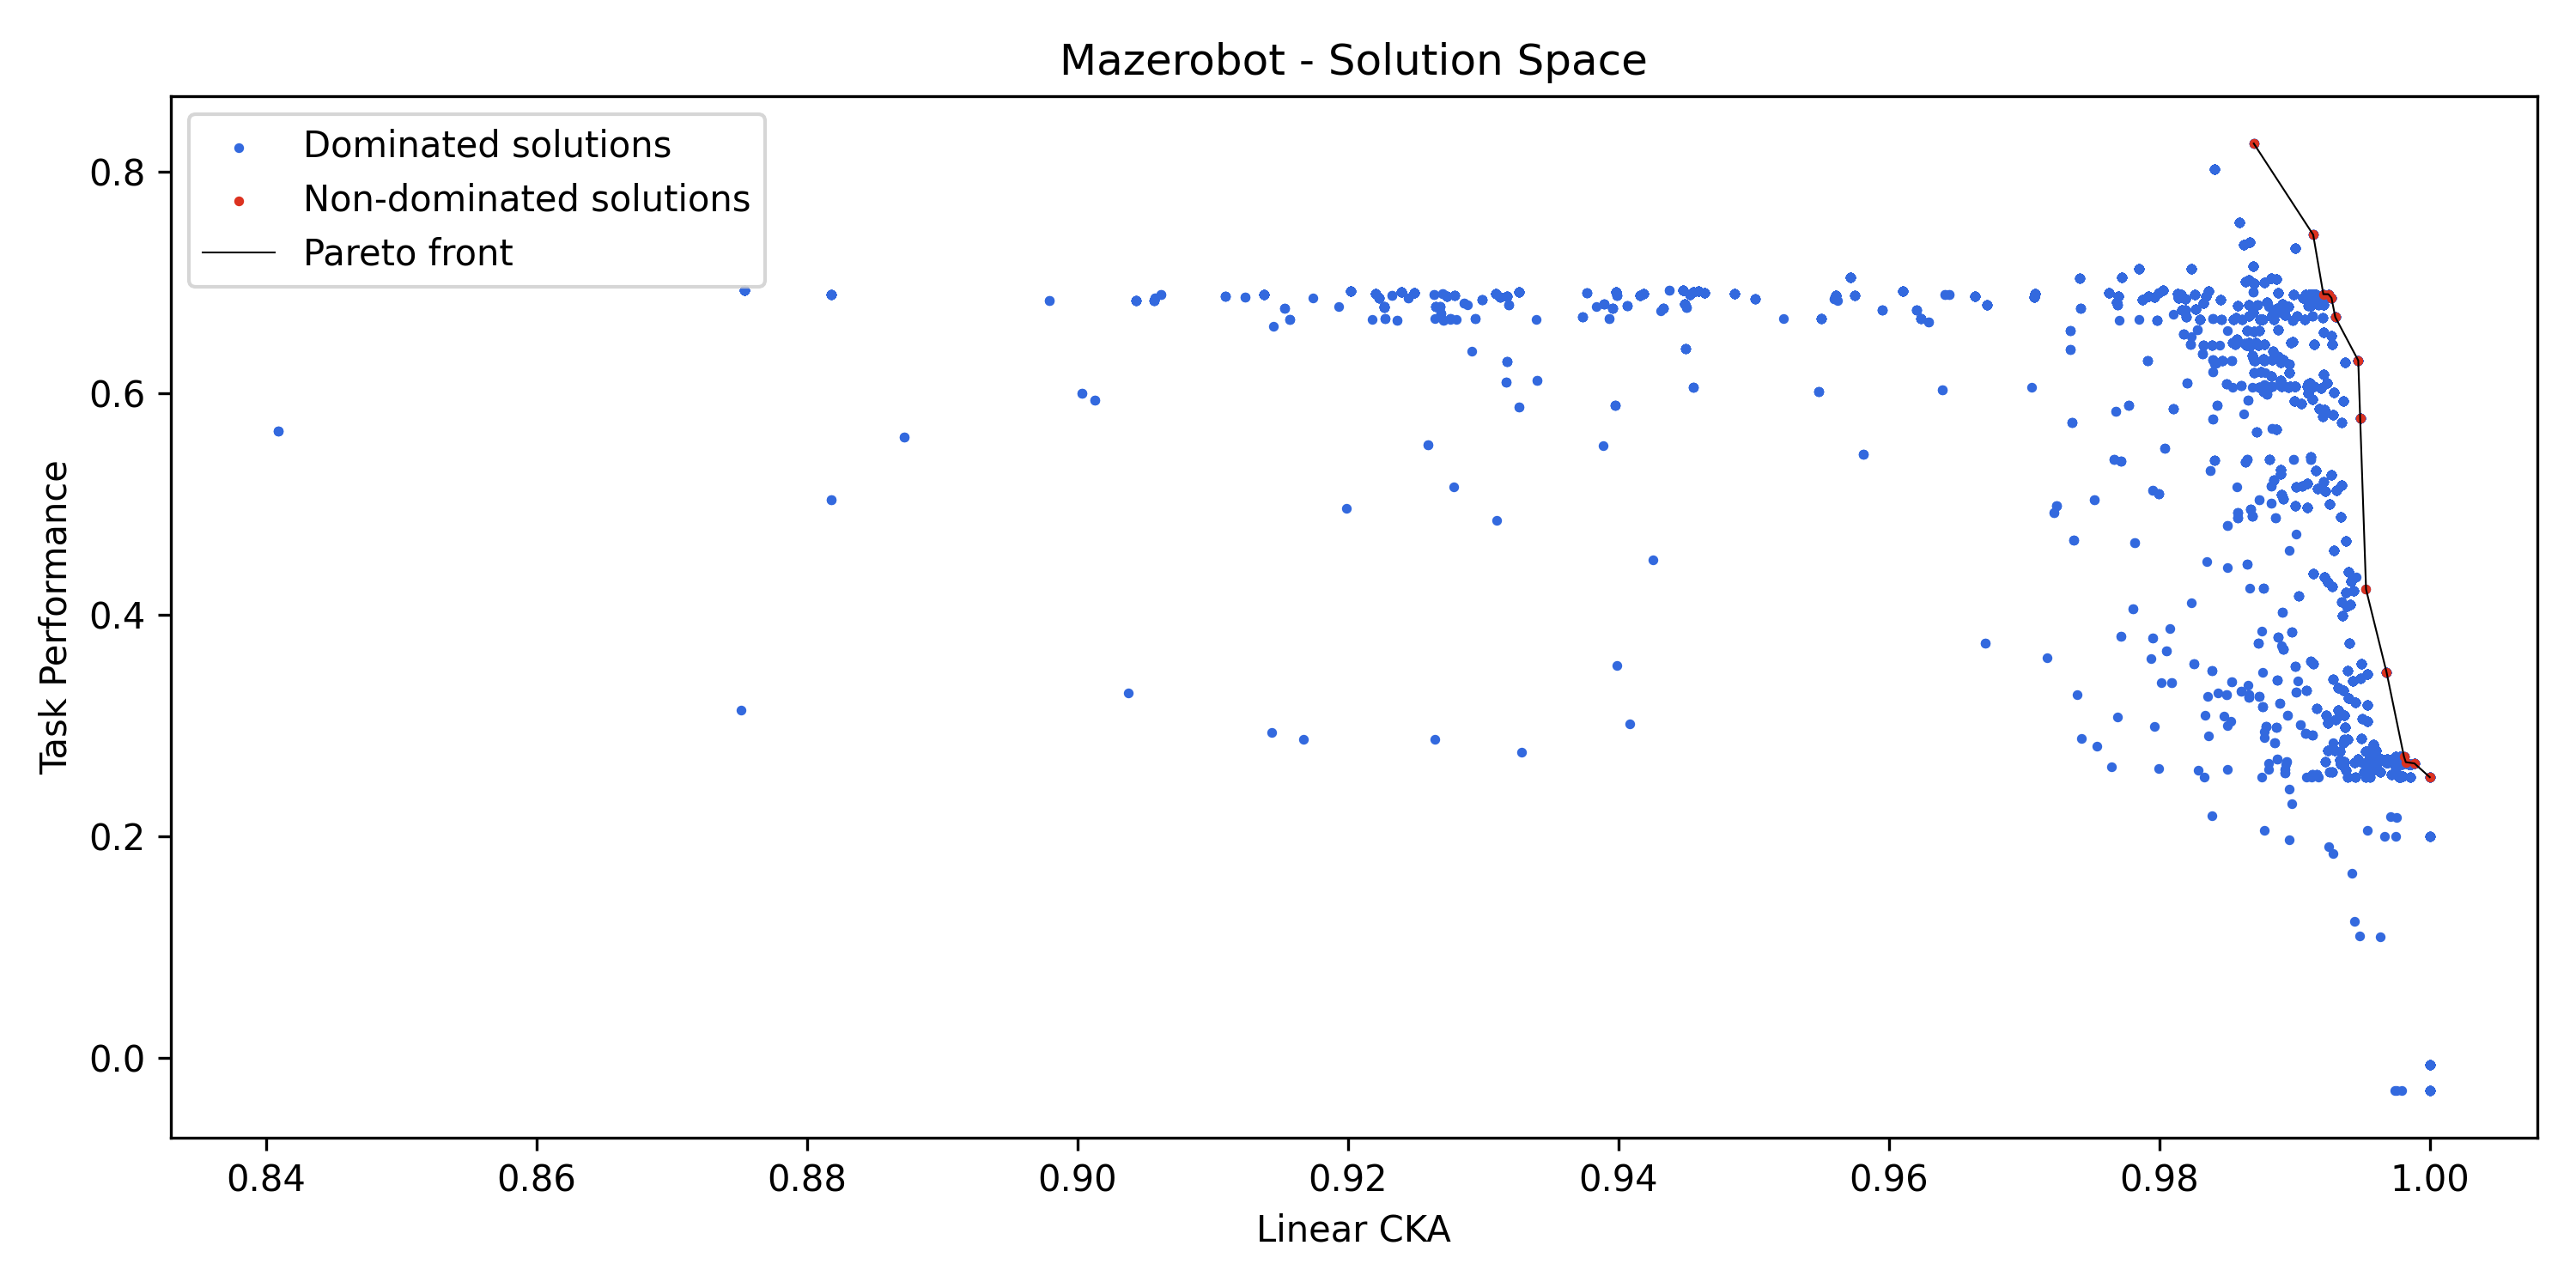 Mazerobot - Solution Space
Dominated solutions
Non-dominated solutions
Pareto front
Task Performance
0.8
0.6
0.4
0.2
0.0
0.84 0.86 0.88 0.90 0.92 0.94 0.96 0.98 1.00
Linear CKA